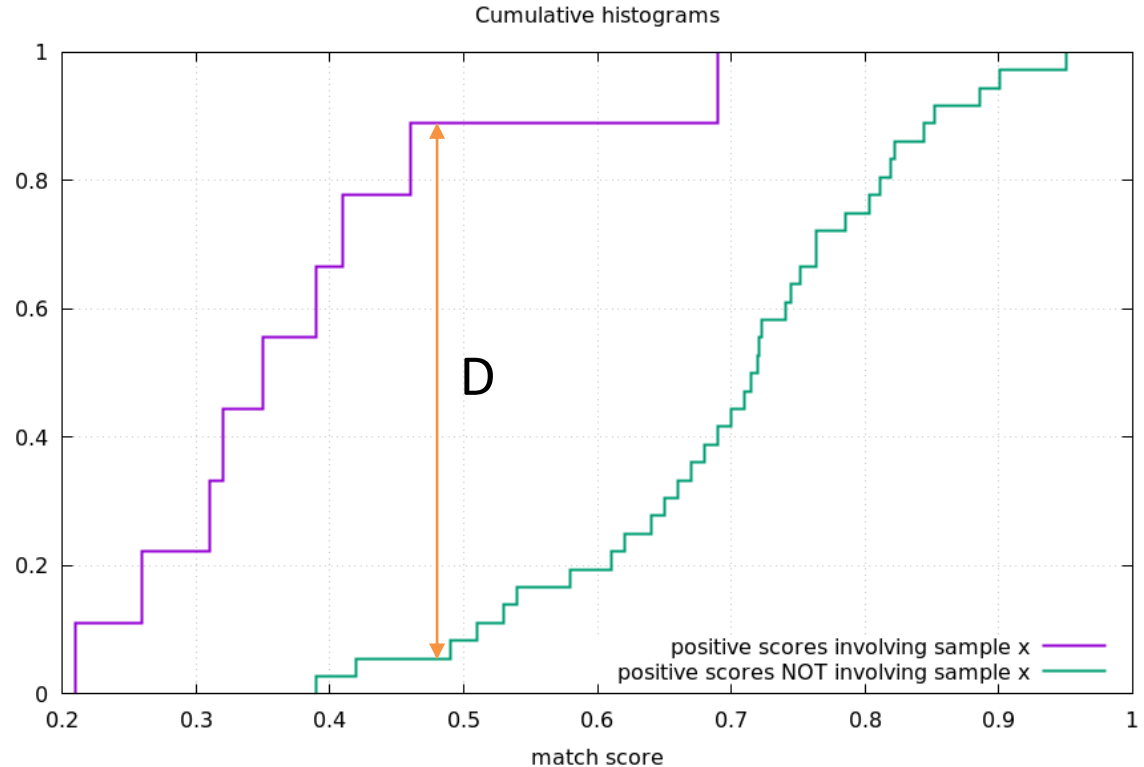 Cumulative histograms
1
0.8
0.6
0.4
0.2
0
D
positive scores involving sample x
positive scores NOT involving sample x
0.2 0.3 0.4 0.5 0.6 0.7 0.8 0.9 1
match score